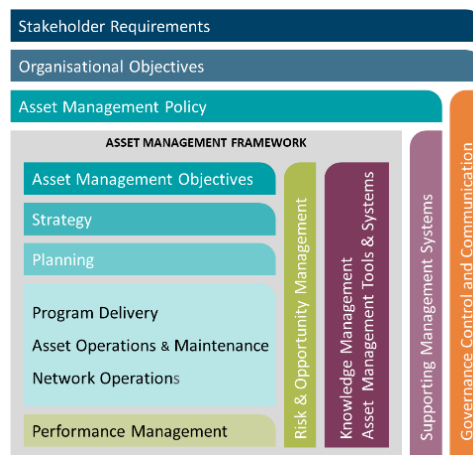 Stakeholder Requirements
Organisational Objectives
Asset Management Policy
ASSET MANAGEMENT FRAMEWORK
Asset Management Objectives
Strategy
Planning
Program Delivery
Asset Operations & Maintenance
Network Operations
Performance Management
Risk & Opportunity Management
Knowledge Management
Asset Management Tools & Systems
Supporting Management Systems
Governance Control and Communication